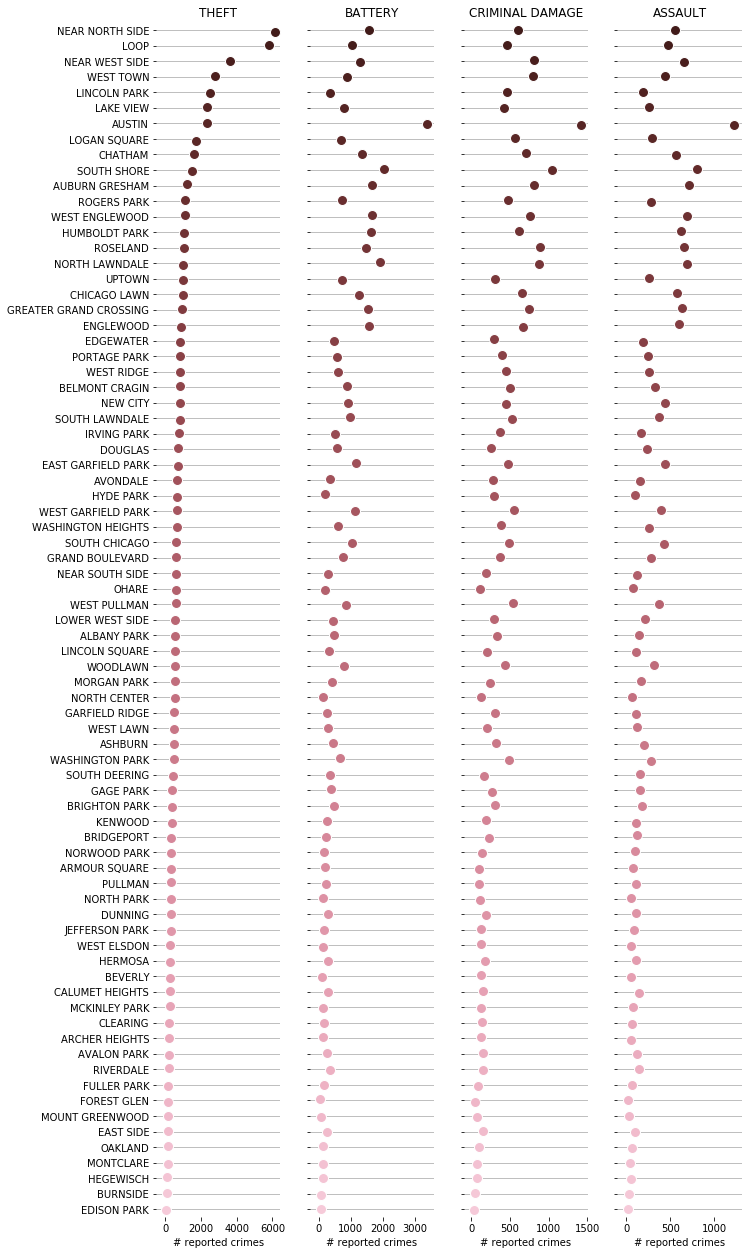 THEFT BATTERY CRIMINAL DAMAGE ASSAULT
NEAR NORTH SIDE
LOOP
NEAR WEST SIDE
WEST TOWN
LINCOLN PARK
LAKE VIEW
AUSTIN
LOGAN SQUARE
CHATHAM
SOUTH SHORE
AUBURN GRESHAM
ROGERS PARK
WEST ENGLEWOOD
HUMBOLDT PARK
ROSELAND
NORTH LAWNDALE
UPTOWN
CHICAGO LAWN
GREATER GRAND CROSSING
ENGLEWOOD
EDGEWATER
PORTAGE PARK
WEST RIDGE
BELMONT CRAGIN
NEW CITY
SOUTH LAWNDALE
IRVING PARK
DOUGLAS
EAST GARFIELD PARK
AVONDALE
HYDE PARK
WEST GARFIELD PARK
WASHINGTON HEIGHTS
SOUTH CHICAGO
GRAND BOULEVARD
NEAR SOUTH SIDE
OHARE
WEST PULLMAN
LOWER WEST SIDE
ALBANY PARK
LINCOLN SQUARE
WOODLAWN
MORGAN PARK
NORTH CENTER
GARFIELD RIDGE
WEST LAWN
ASHBURN
WASHINGTON PARK
SOUTH DEERING
GAGE PARK
BRIGHTON PARK
KENWOOD
BRIDGEPORT
NORWOOD PARK
ARMOUR SQUARE
PULLMAN
NORTH PARK
DUNNING
JEFFERSON PARK
WEST ELSDON
HERMOSA
BEVERLY
CALUMET HEIGHTS
MCKINLEY PARK
CLEARING
ARCHER HEIGHTS
AVALON PARK
RIVERDALE
FULLER PARK
FOREST GLEN
MOUNT GREENWOOD
EAST SIDE
OAKLAND
MONTCLARE
HEGEWISCH
BURNSIDE
EDISON PARK
0 2000 4000 6000 0 1000 2000 3000 0 500 1000 1500 0 500 1000
# reported crimes # reported crimes # reported crimes # reported crimes